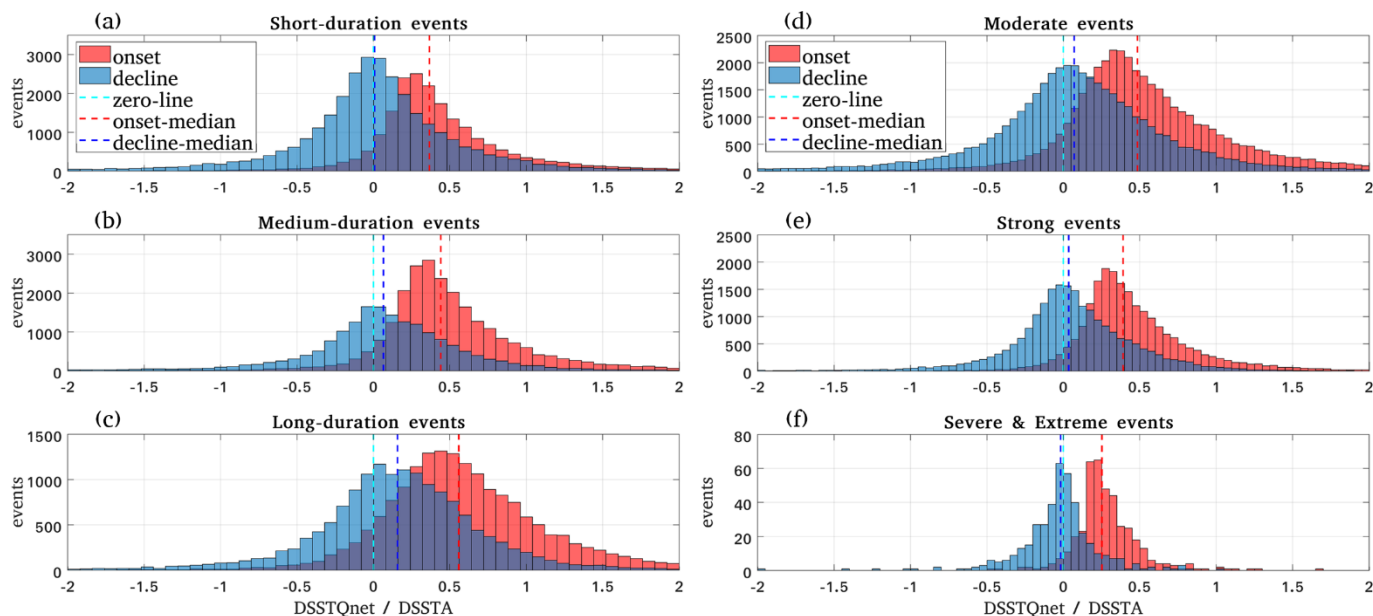 (a)
Short-duration events
events
3000
2000
1000
0
onset
decline
zero-line
onset-median
decline-median
-2 -1.5 -1 -0.5 0 0.5 1 1.5 2
(b)
Medium-duration events
events
3000
2000
1000
0
-2 -1.5 -1 -0.5 0 0.5 1 1.5 2
(c)
Long-duration events
events
1500
1000
500
0
-2 -1.5 -1 -0.5 0 0.5 1 1.5 2
DSSTQnet / DSSTA
(d)
Moderate events
events
2500
2000
1500
1000
500
0
onset
decline
zero-line
onset-median
decline-median
-2 -1.5 -1 -0.5 0 0.5 1 1.5 2
(e)
Strong events
events
2500
2000
1500
1000
500
0
-2 -1.5 -1 -0.5 0 0.5 1 1.5 2
(f)
Severe & Extreme events
events
80
60
40
20
0
-2 -1.5 -1 -0.5 0 0.5 1 1.5 2
DSSTQnet / DSSTA